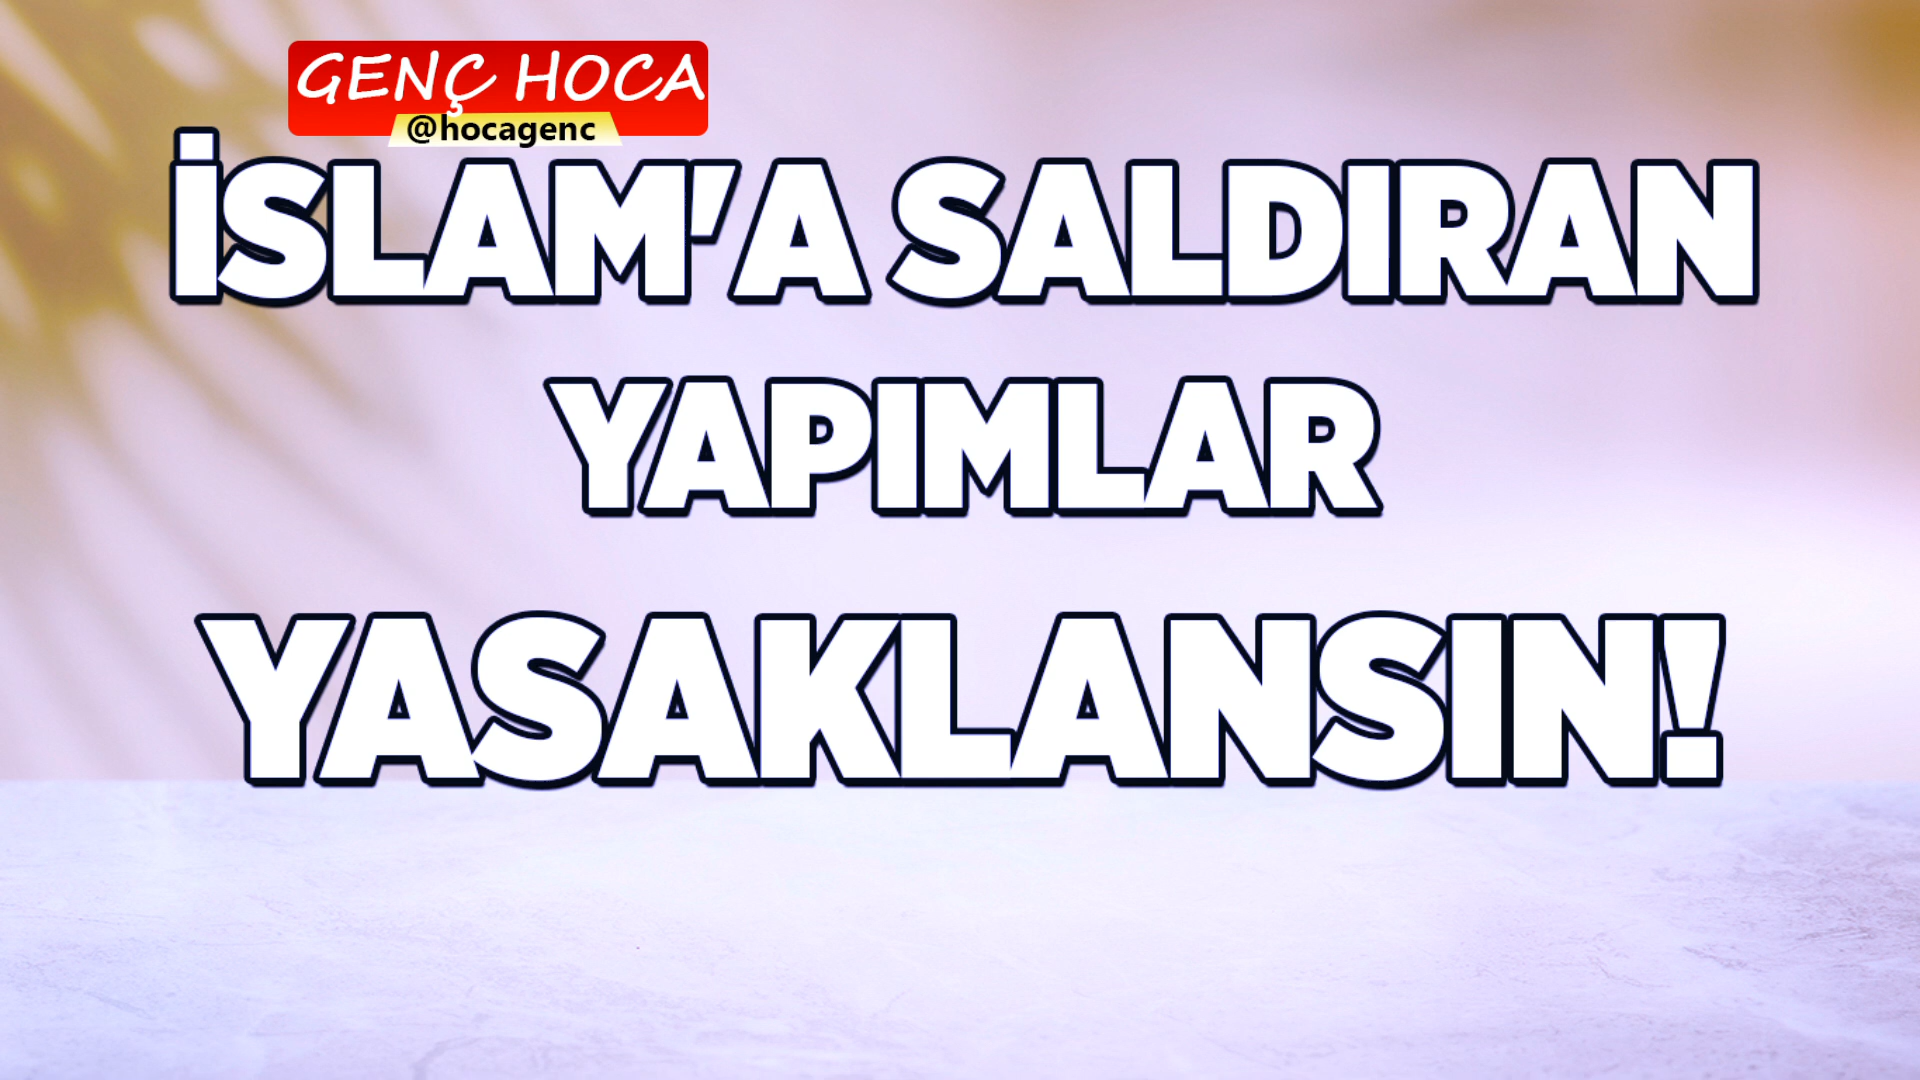 GENÇ HOCA
@hocagenc
İSLAM'A SALDIRAN
YAPIMLAR
YASAKLANSIN!